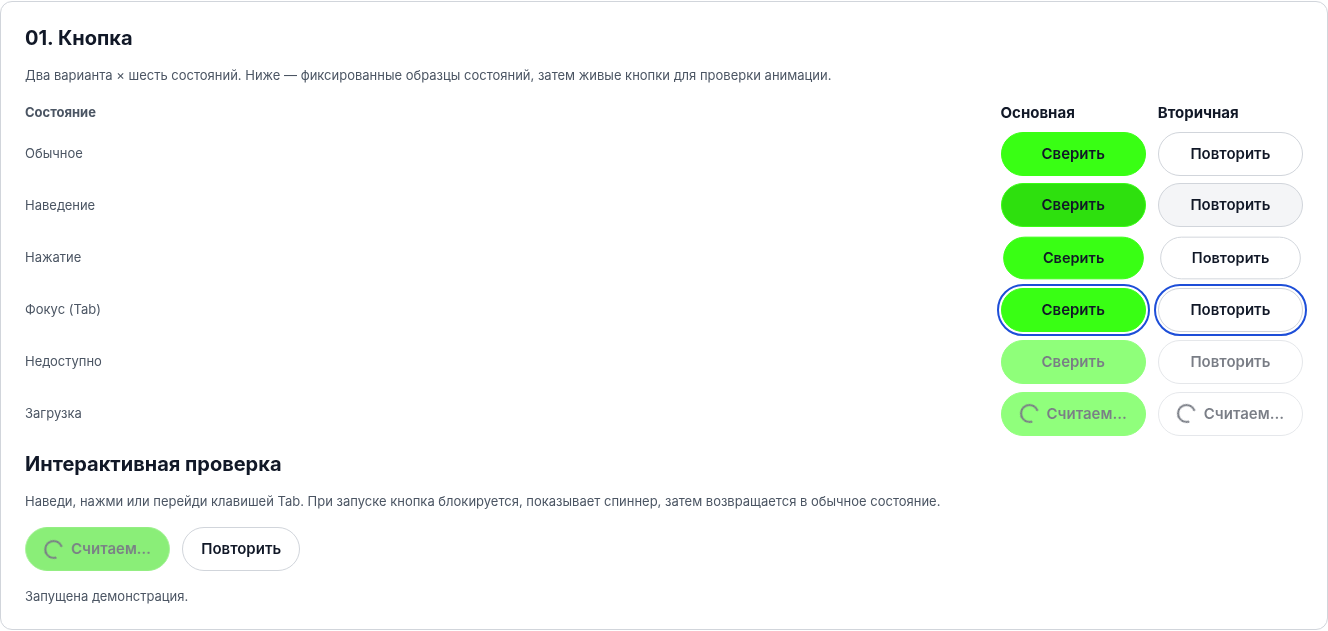 01. Кнопка
Два варианта × шесть состояний. Ниже — фиксированные образцы состояний, затем живые кнопки для проверки анимации.
Состояние Основная Вторичная
Обычное Сверить Повторить
Наведение Сверить Повторить
Нажатие Сверить Повторить
Фокус (Tab) Сверить Повторить
Недоступно Сверить Повторить
Загрузка Считаем... Считаем...
Интерактивная проверка
Наведи, нажми или перейди клавишей Tab. При запуске кнопка блокируется, показывает спиннер, затем возвращается в обычное состояние.
Считаем... Повторить
Запущена демонстрация.